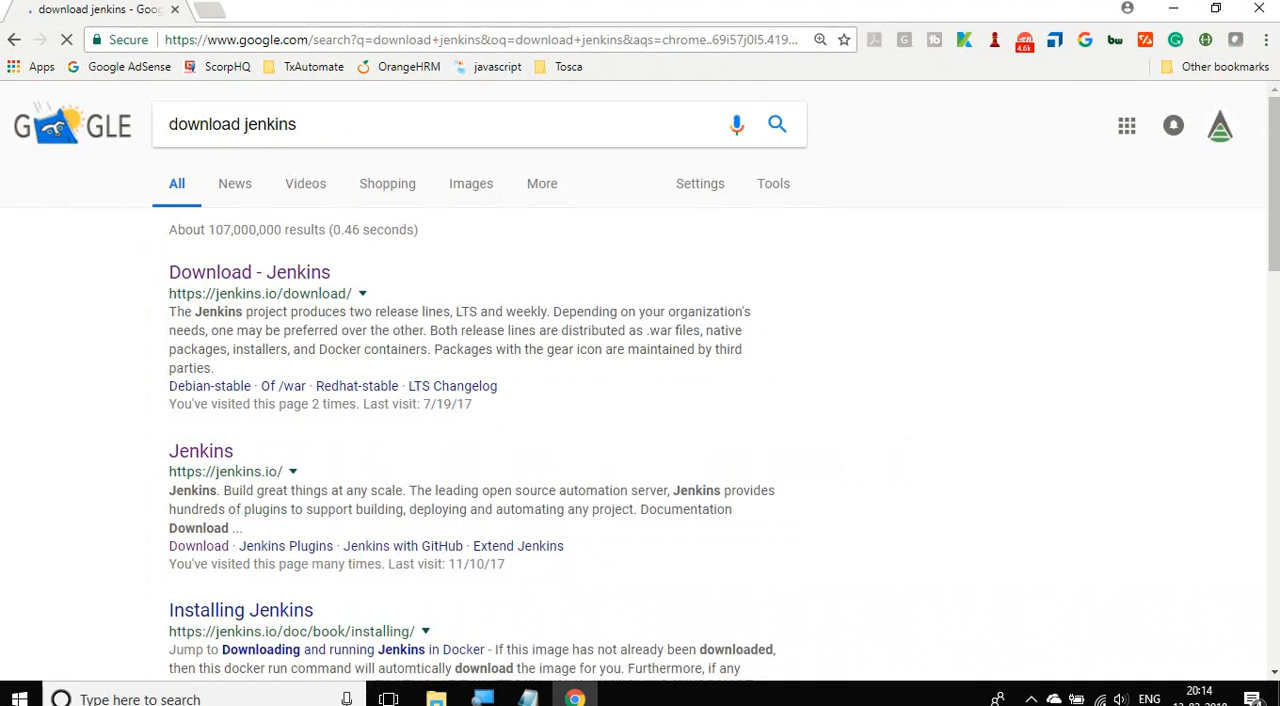 download jenkins - Goo
Secure https://www.google.com/search?q=download+jenkins&oq=download+jenkins&aqs=chrome..69i57j0l5.419...
4.6k
bw
Apps Google AdSense ScorpHQ TxAutomate OrangeHRM javascript Tosca Other bookmarks
G GLE download jenkins
All News Videos Shopping Images More Settings Tools
About 107,000,000 results (0.46 seconds)
Download - Jenkins
https://jenkins.io/download/
The Jenkins project produces two release lines, LTS and weekly. Depending on your organization's
needs, one may be preferred over the other. Both release lines are distributed as .war files, native
packages, installers, and Docker containers. Packages with the gear icon are maintained by third
parties.
Debian-stable · Of /war · Redhat-stable · LTS Changelog
You've visited this page 2 times. Last visit: 7/19/17
Jenkins
https://jenkins.io/
Jenkins. Build great things at any scale. The leading open source automation server, Jenkins provides
hundreds of plugins to support building, deploying and automating any project. Documentation
Download ...
Download · Jenkins Plugins · Jenkins with GitHub · Extend Jenkins
You've visited this page many times. Last visit: 11/10/17
Installing Jenkins
https://jenkins.io/doc/book/installing/
Jump to Downloading and running Jenkins in Docker - If this image has not already been downloaded,
then this docker run command will automtically download the image for you. Furthermore, if any
Type here to search
ENG
20:14